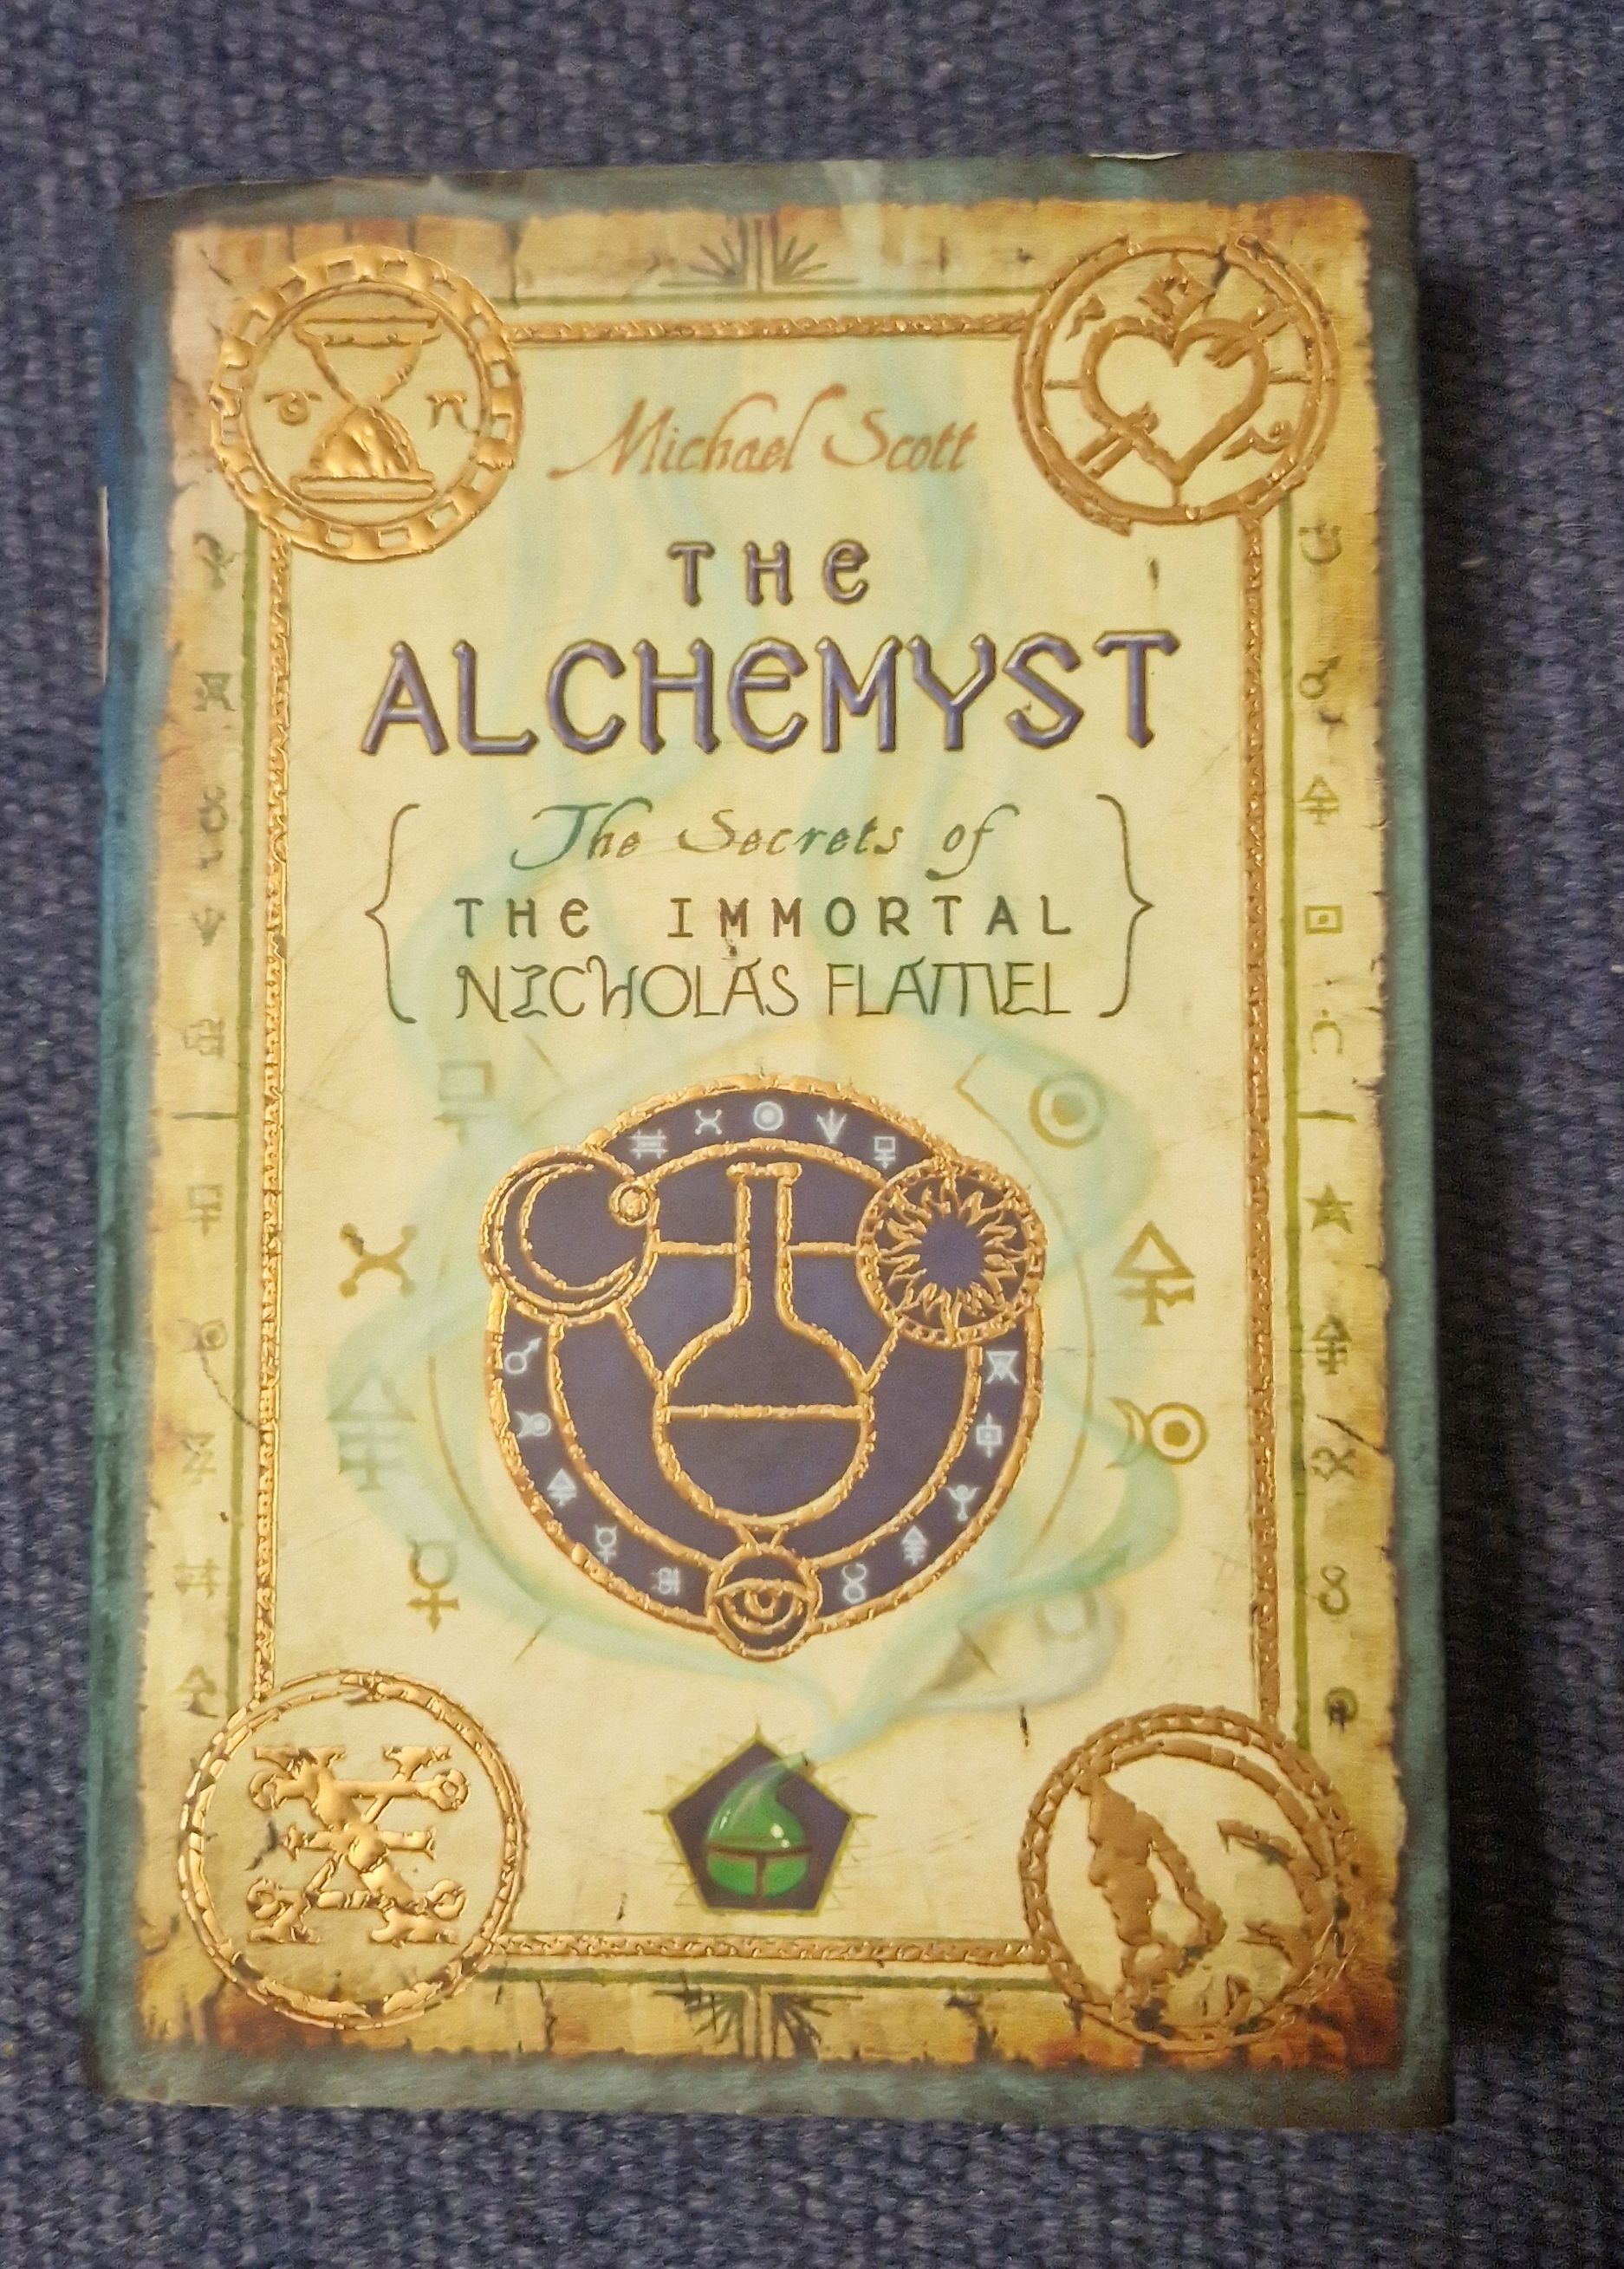 Michael Scott
THE
ALCHEMYST
The Secrets of
THE IMMORTAL
NICHOLAS FLAMEL